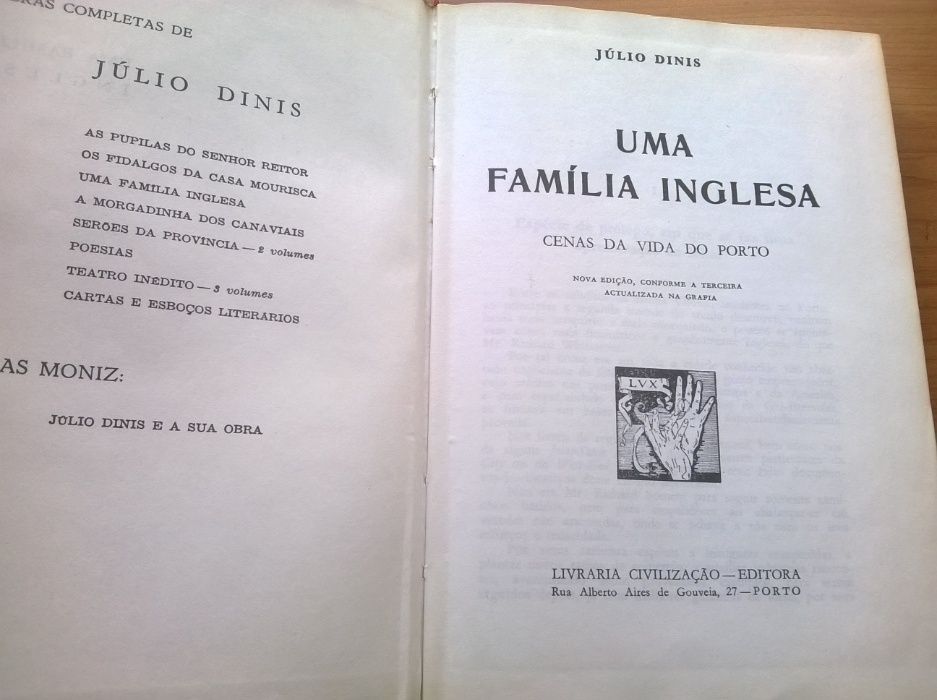 COMPLETAS DE
JÚLIO DINIS
AS PUPILAS DO SENHOR REITOR
OS FIDALGOS DA CASA MOURISCA
UMA FAMILIA INGLESA
A MORGADINHA DOS CANAVIAIS
SERÕES DA PROVINCIA — 2 volumes
POESIAS
TEATRO INÉDITO — 3 volumes
CARTAS E ESBOÇOS LITERARIOS
MONIZ:
JÚLIO DINIS E A SUA OBRA
JÚLIO DINIS
UMA
FAMÍLIA INGLESA
CENAS DA VIDA DO PORTO
NOVA EDIÇÃO, CONFORME A TERCEIRA
ACTUALIZADA NA GRAFIA
LVX
LIVRARIA CIVILIZAÇÃO — EDITORA
Rua Alberto Aires de Gouveia, 27 — PORTO